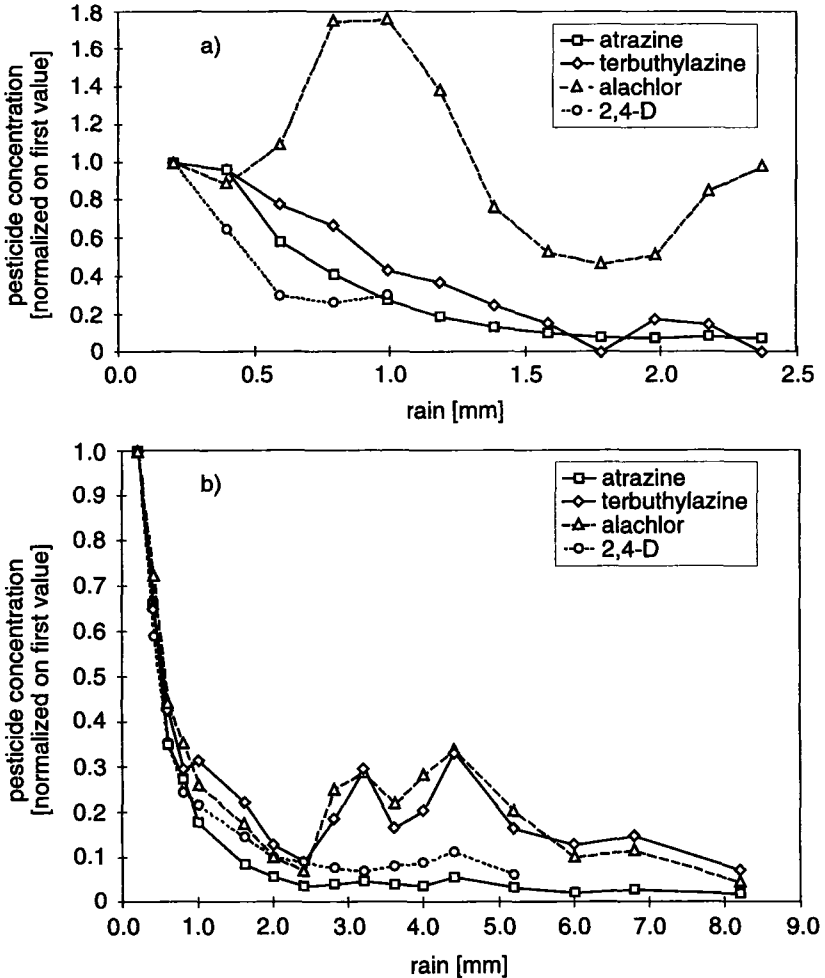 1.8
a)
atrazine
terbuthylazine
alachlor
2,4-D
1.6
1.4
1.2
1.0
0.8
0.6
0.4
0.2
0
pesticide concentration
[normalized on first value]
0.0 0.5 1.0 1.5 2.0 2.5
rain [mm]
1.0
b)
atrazine
terbuthylazine
alachlor
2,4-D
0.9
0.8
0.7
0.6
0.5
0.4
0.3
0.2
0.1
0
pesticide concentration
[normalized on first value]
0.0 1.0 2.0 3.0 4.0 5.0 6.0 7.0 8.0 9.0
rain [mm]